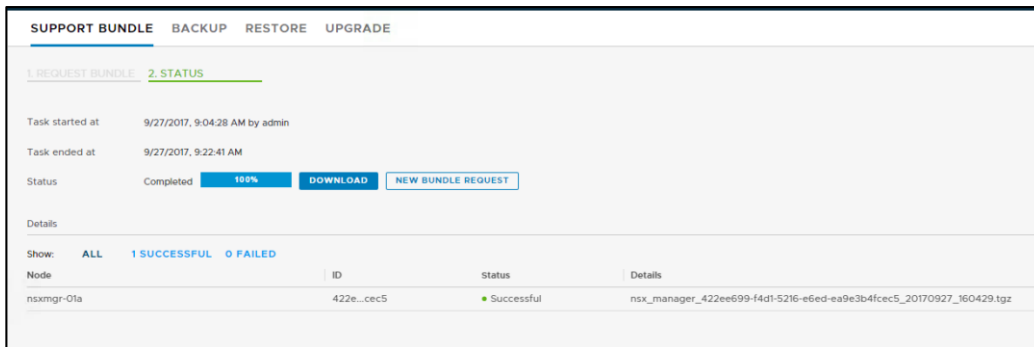 SUPPORT BUNDLE BACKUP RESTORE UPGRADE
1. REQUEST BUNDLE 2. STATUS
Task started at 9/27/2017, 9:04:28 AM by admin
Task ended at 9/27/2017, 9:22:41 AM
Status Completed 100% DOWNLOAD NEW BUNDLE REQUEST
Details
Show: ALL 1 SUCCESSFUL 0 FAILED
Node ID Status Details
nsxmgr-01a 422e...cec5 Successful nsx_manager_422ee699-f4d1-5216-e6ed-ea9e3b4fcec5_20170927_160429.tgz